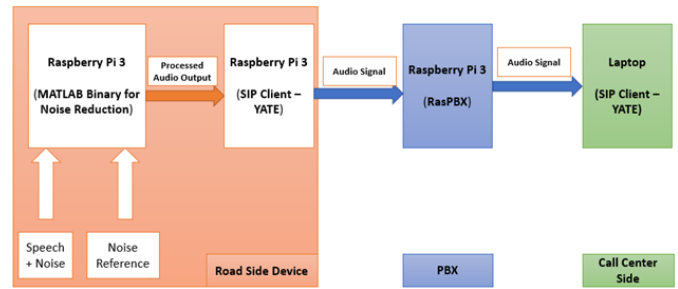 Raspberry Pi 3
(MATLAB Binary for
Noise Reduction)
Processed
Audio Output
Raspberry Pi 3
(SIP Client –
YATE)
Audio Signal
Raspberry Pi 3
(RasPBX)
Audio Signal
Laptop
(SIP Client –
YATE)
Speech
+ Noise
Noise
Reference
Road Side Device
PBX
Call Center
Side